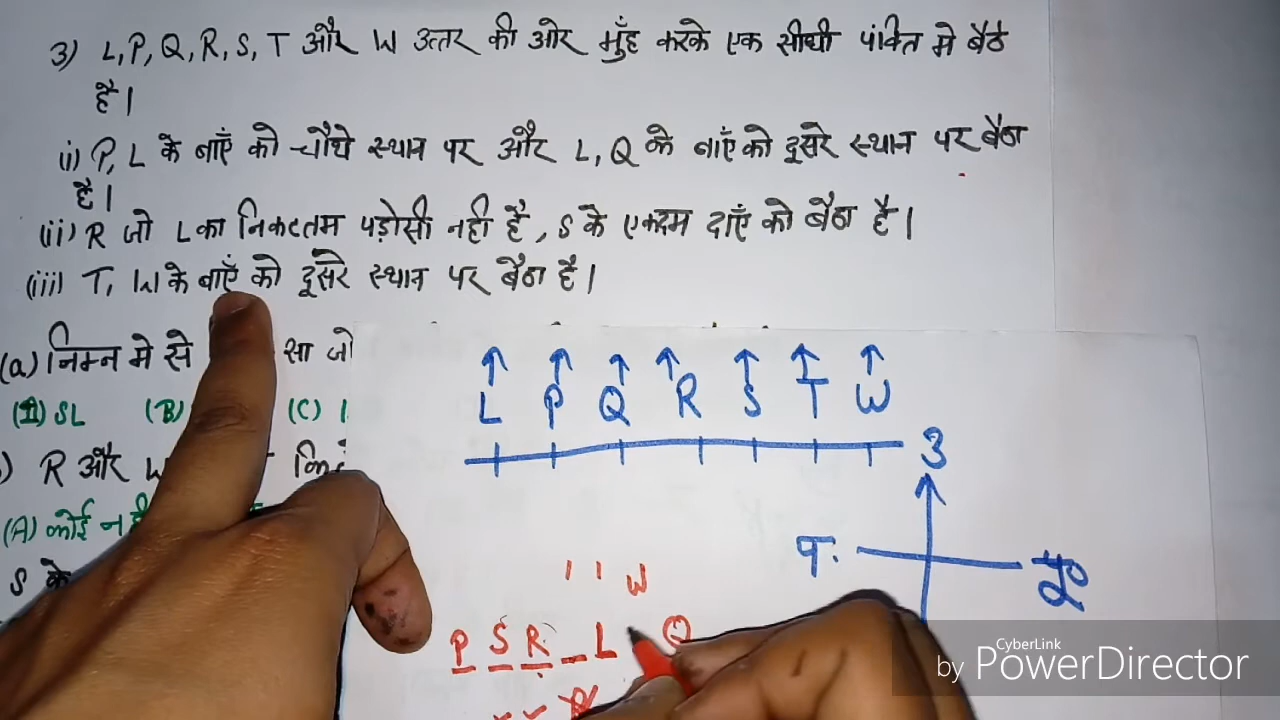 3) L, P, Q, R, S, T और W उत्तर की ओर मुँह करके एक सीधी पंक्ति मे बैठे
है।
i) P, L के बाएँ को चौथे स्थान पर और L, Q के बाएँ को दूसरे स्थान पर बैठा
है।
(ii) R जो L का निकटतम पड़ोसी नही है, S के एकदम दाएँ को बैठा है।
(iii) T, W के बाएँ को दूसरे स्थान पर बैठा है।
(a) निम्न मे से सा जो
(A) SL (B) (C)
L P Q R S T W
R और W
उ
(A) कोई न
प. पू०
S के
W
P S R _ L Q
R
CyberLink
by PowerDirector